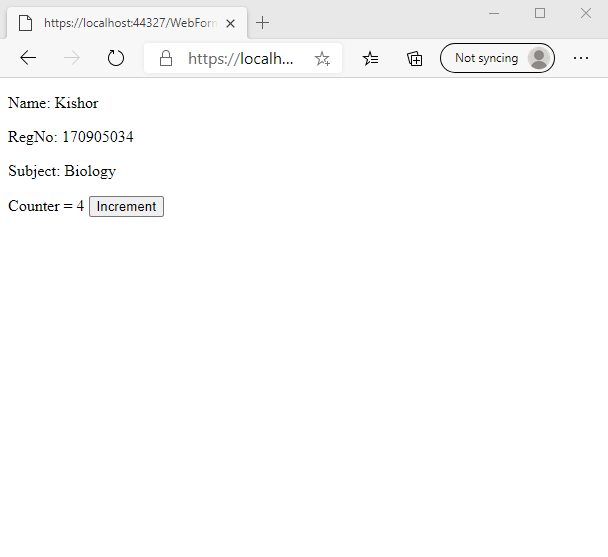 https://localhost:44327/WebForm
https://localh...
Not syncing
Name: Kishor
RegNo: 170905034
Subject: Biology
Counter = 4 Increment